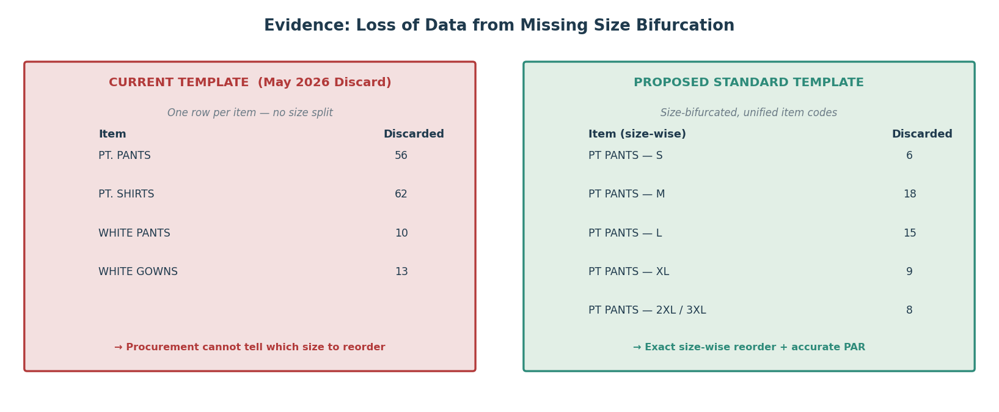 Evidence: Loss of Data from Missing Size Bifurcation
CURRENT TEMPLATE (May 2026 Discard)
One row per item — no size split
Item Discarded
PT. PANTS 56
PT. SHIRTS 62
WHITE PANTS 10
WHITE GOWNS 13
→ Procurement cannot tell which size to reorder
PROPOSED STANDARD TEMPLATE
Size-bifurcated, unified item codes
Item (size-wise) Discarded
PT PANTS — S 6
PT PANTS — M 18
PT PANTS — L 15
PT PANTS — XL 9
PT PANTS — 2XL / 3XL 8
→ Exact size-wise reorder + accurate PAR